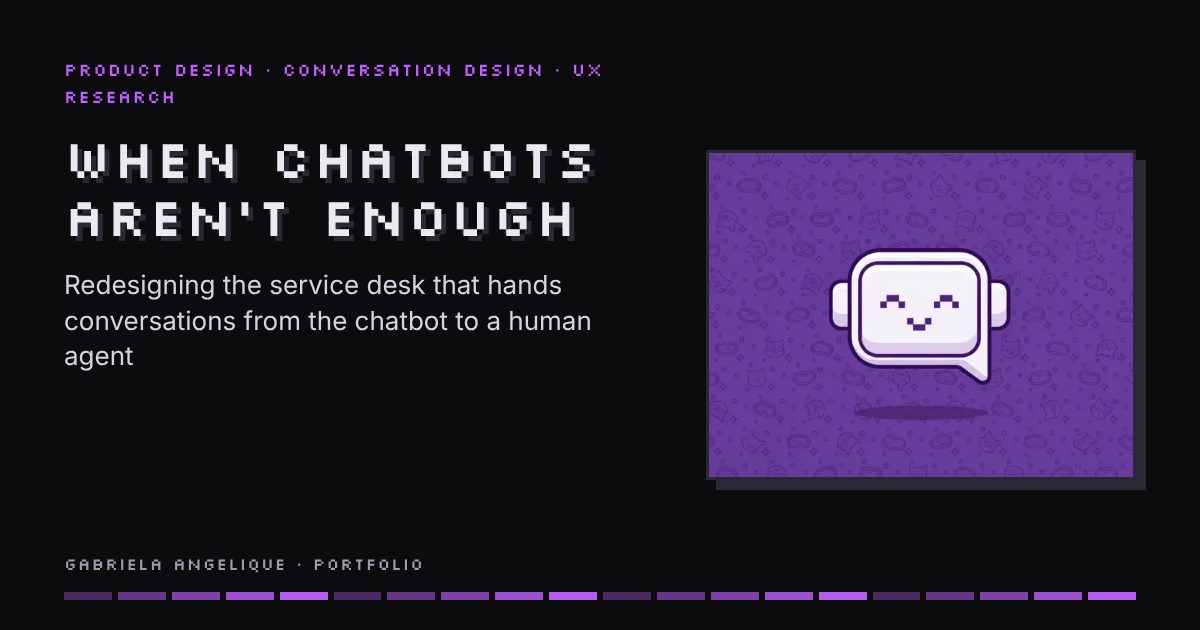 PRODUCT DESIGN · CONVERSATION DESIGN · UX
RESEARCH
WHEN CHATBOTS
AREN'T ENOUGH
Redesigning the service desk that hands
conversations from the chatbot to a human
agent
GABRIELA ANGELIQUE · PORTFOLIO